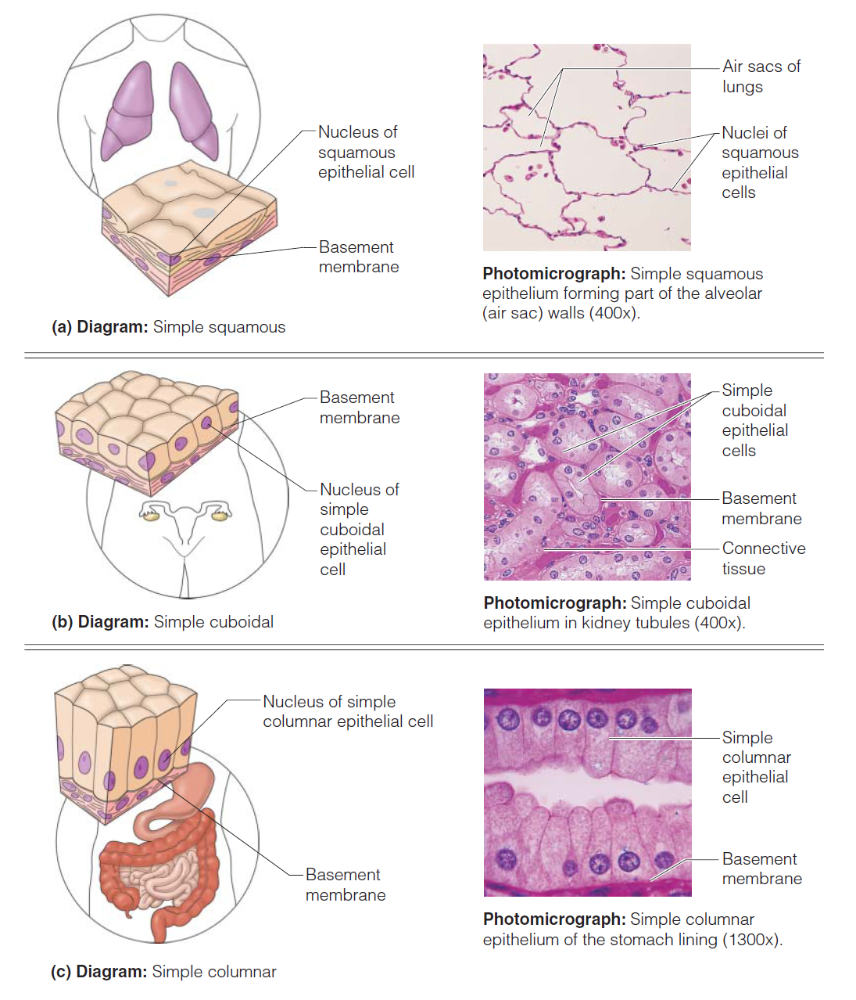 Nucleus of
squamous
epithelial cell
Basement
membrane
(a) Diagram: Simple squamous
Air sacs of
lungs
Nuclei of
squamous
epithelial
cells
Photomicrograph: Simple squamous
epithelium forming part of the alveolar
(air sac) walls (400x).
Basement
membrane
Nucleus of
simple
cuboidal
epithelial
cell
(b) Diagram: Simple cuboidal
Simple
cuboidal
epithelial
cells
Basement
membrane
Connective
tissue
Photomicrograph: Simple cuboidal
epithelium in kidney tubules (400x).
Nucleus of simple
columnar epithelial cell
Basement
membrane
(c) Diagram: Simple columnar
Simple
columnar
epithelial
cell
Basement
membrane
Photomicrograph: Simple columnar
epithelium of the stomach lining (1300x).